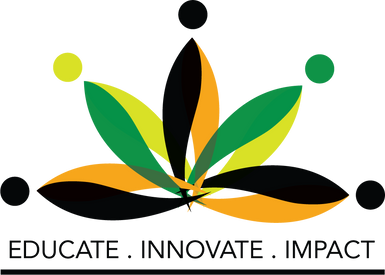 EDUCATE . INNOVATE . IMPACT